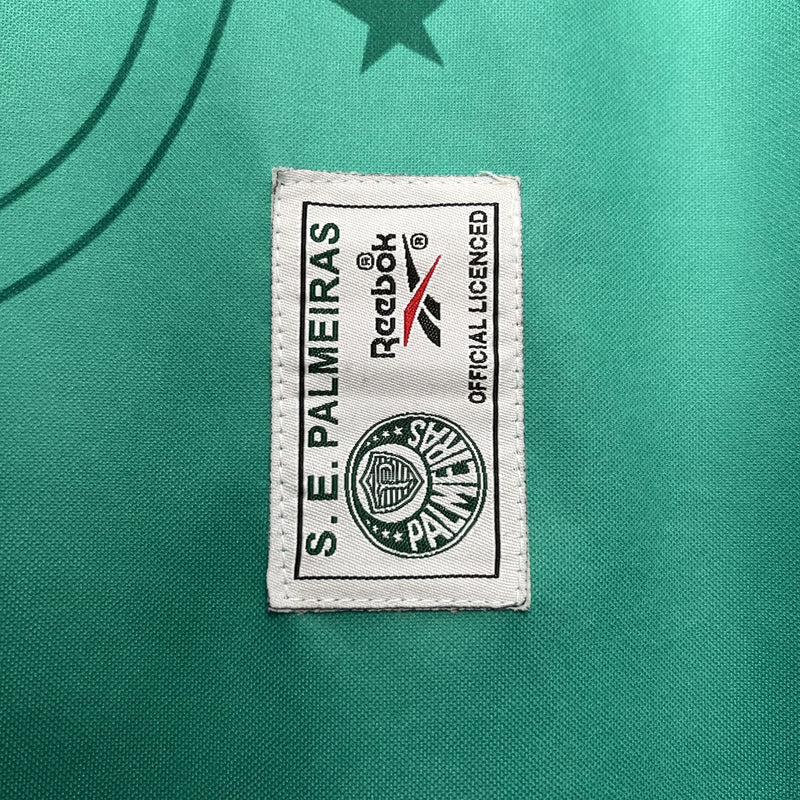 S. E. PALMEIRAS
Reebok®
®
OFFICIAL LICENCED
PALMEIRAS